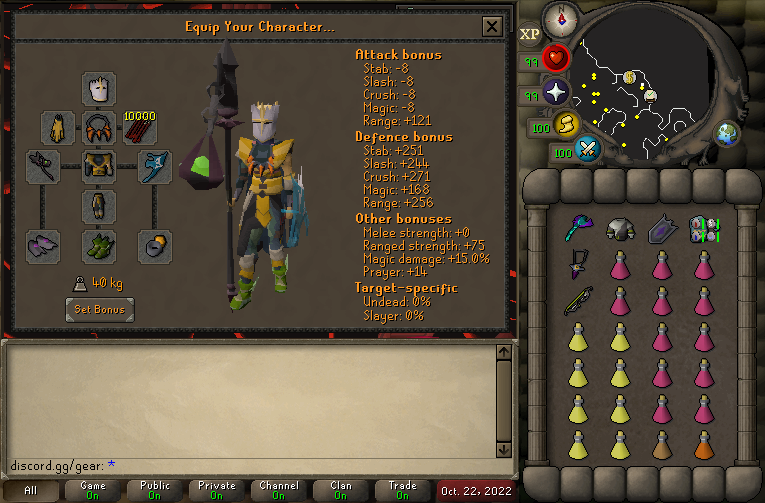 Equip Your Character...
10000
40 kg
Set Bonus
Attack bonus
Stab: -8
Slash: -8
Crush: -8
Magic: -8
Range: +121
Defence bonus
Stab: +251
Slash: +244
Crush: +271
Magic: +168
Range: +256
Other bonuses
Melee strength: +0
Ranged strength: +75
Magic damage: +15.0%
Prayer: +14
Target-specific
Undead: 0%
Slayer: 0%
XP
99
99
100
100
discord.gg/gear: *
All
Game
On
Public
On
Private
On
Channel
On
Clan
On
Trade
On
Oct. 22, 2022